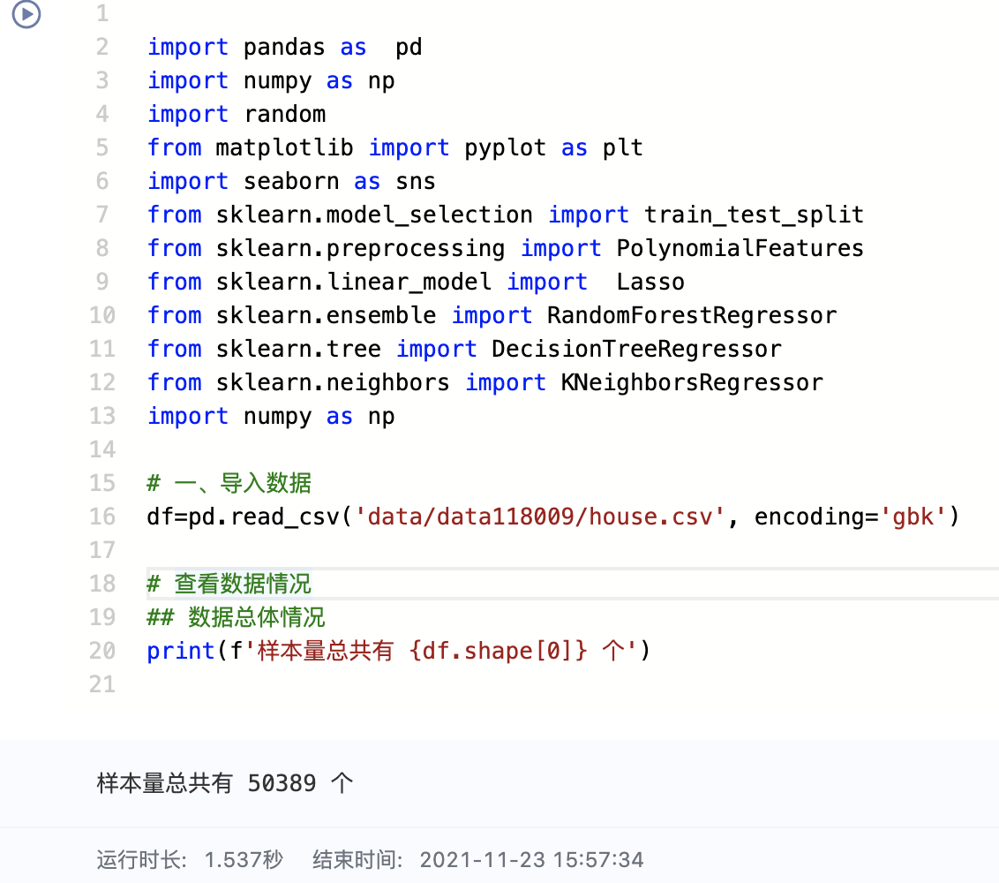 1
2 import pandas as  pd
3 import numpy as np
4 import random
5 from matplotlib import pyplot as plt
6 import seaborn as sns
7 from sklearn.model_selection import train_test_split
8 from sklearn.preprocessing import PolynomialFeatures
9 from sklearn.linear_model import  Lasso
10 from sklearn.ensemble import RandomForestRegressor
11 from sklearn.tree import DecisionTreeRegressor
12 from sklearn.neighbors import KNeighborsRegressor
13 import numpy as np
14
15 # 一、导入数据
16 df=pd.read_csv('data/data118009/house.csv', encoding='gbk')
17
18 # 查看数据情况
19 ## 数据总体情况
20 print(f'样本量总共有 {df.shape[0]} 个')
21
样本量总共有 50389 个
运行时长: 1.537秒 结束时间: 2021-11-23 15:57:34